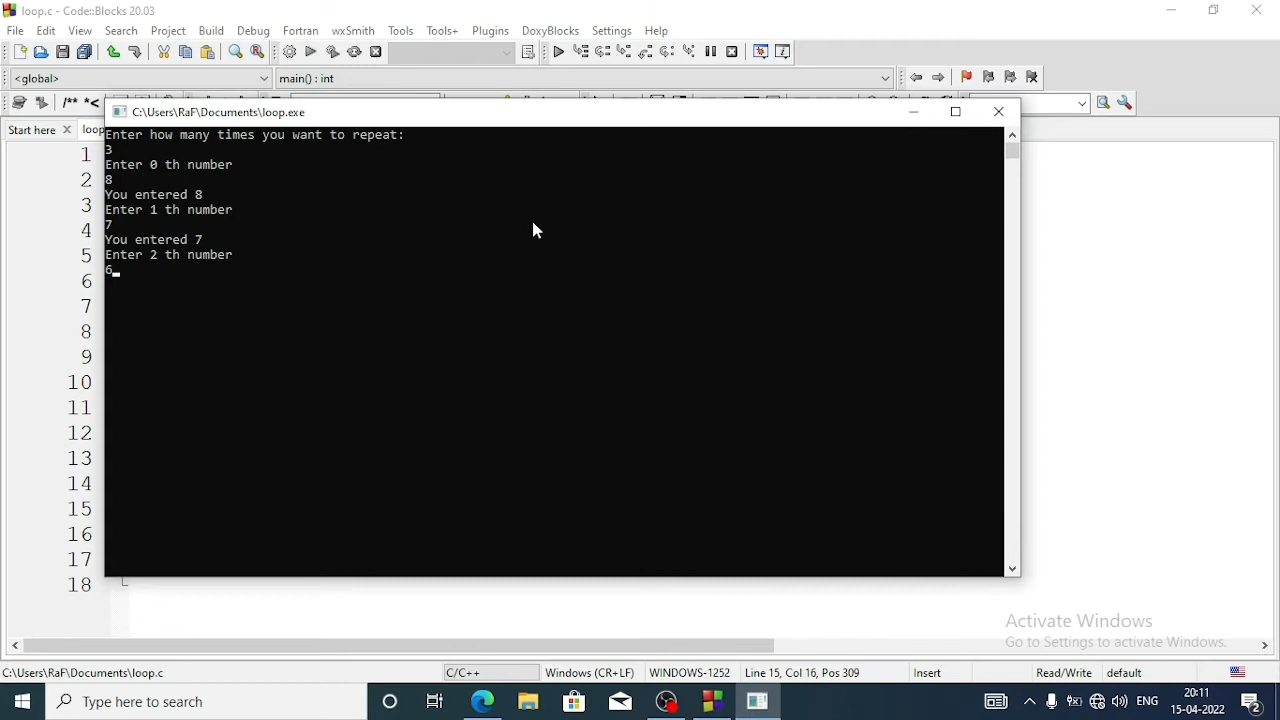 loop.c - Code::Blocks 20.03
File Edit View Search Project Build Debug Fortran wxSmith Tools Tools+ Plugins DoxyBlocks Settings Help
<global> main() : int
/** *<
C:\Users\RaF\Documents\loop.exe
Start here loop
Enter how many times you want to repeat:
3
Enter 0 th number
8
You entered 8
Enter 1 th number
7
You entered 7
Enter 2 th number
6
1
2
3
4
5
6
7
8
9
10
11
12
13
14
15
16
17
18
Activate Windows
Go to Settings to activate Windows.
C:\Users\RaF\Documents\loop.c C/C++ Windows (CR+LF) WINDOWS-1252 Line 15, Col 16, Pos 309 Insert Read/Write default
Type here to search ENG 20:11
15-04-2022 2